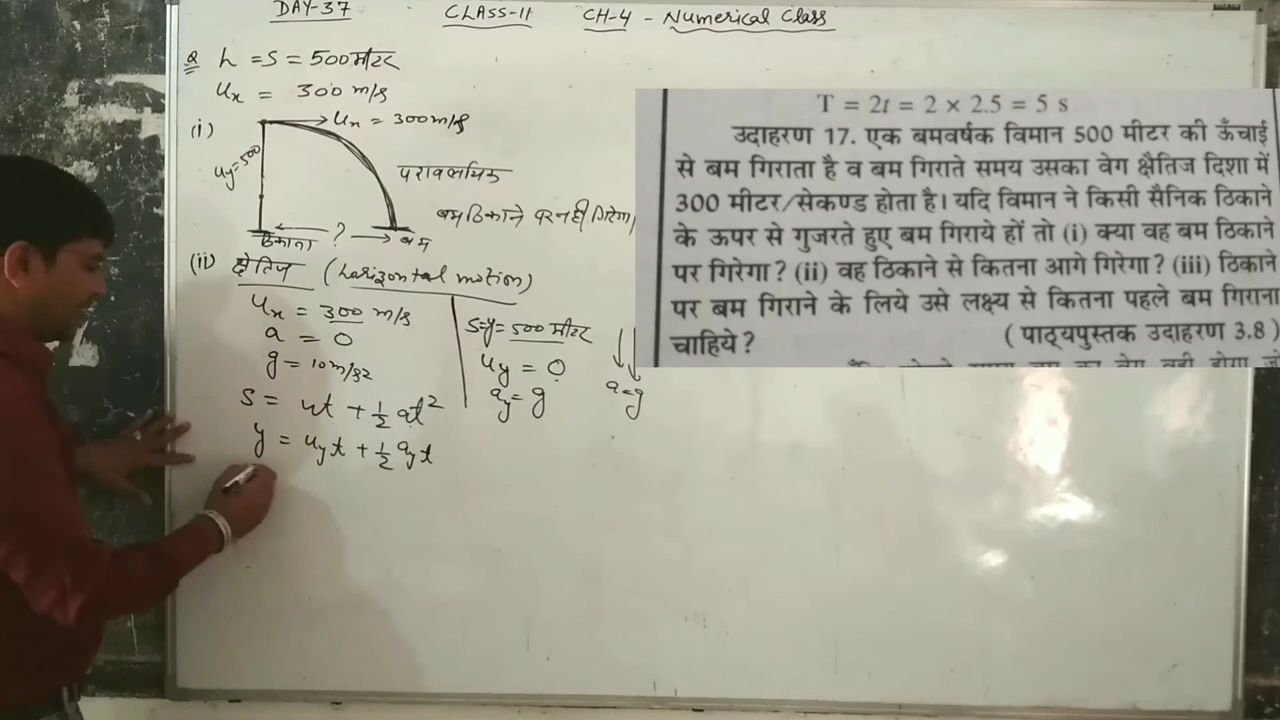 DAY-37 CLASS-11 CH-4 - Numerical Class
Q h = S = 500 मीटर
ux = 300 m/s
(i) → ux = 300 m/s
uy = 500
परावलयिक
बम ठिकाने पर नही गिरेगा
ठिकाना ← ? → बम
(ii) क्षैतिज (horizontal motion)
ux = 300 m/s
a = 0
g = 10 m/s2
S = ut + 1/2 at²
y = uyt + 1/2 ayt
S=y= 500 मीटर
uy = 0
ay = g
a=g
T = 2t = 2 × 2.5 = 5 s
उदाहरण 17. एक बमवर्षक विमान 500 मीटर की ऊँचाई
से बम गिराता है व बम गिराते समय उसका वेग क्षैतिज दिशा में
300 मीटर/सेकण्ड होता है। यदि विमान ने किसी सैनिक ठिकाने
के ऊपर से गुजरते हुए बम गिराये हों तो (i) क्या वह बम ठिकाने
पर गिरेगा? (ii) वह ठिकाने से कितना आगे गिरेगा? (iii) ठिकाने
पर बम गिराने के लिये उसे लक्ष्य से कितना पहले बम गिराना
चाहिये? ( पाठ्यपुस्तक उदाहरण 3.8 )